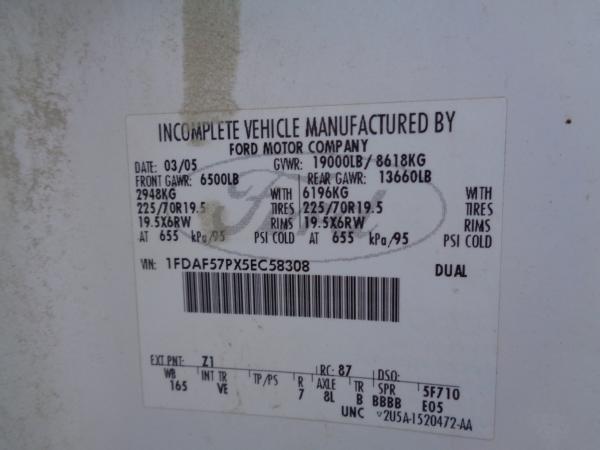 INCOMPLETE VEHICLE MANUFACTURED BY
FORD MOTOR COMPANY
DATE: 03/05 GVWR: 19000LB/ 8618KG
FRONT GAWR: 6500LB REAR GAWR: 13660LB
2948KG WITH 6196KG WITH
225/70R19.5 TIRES 225/70R19.5 TIRES
19.5X6RW RIMS 19.5X6RW RIMS
AT 655 kPa/95 PSI COLD AT 655 kPa/95 PSI COLD
Ford
VIN: 1FDAF57PX5EC58308 DUAL
EXT PNT: Z1 RC: 87 DSO:
WB INT TR TP/PS R AXLE TR SPR 5F710
165 VE 7 8L B BBBB E05
UNC V2U5A-1520472-AA